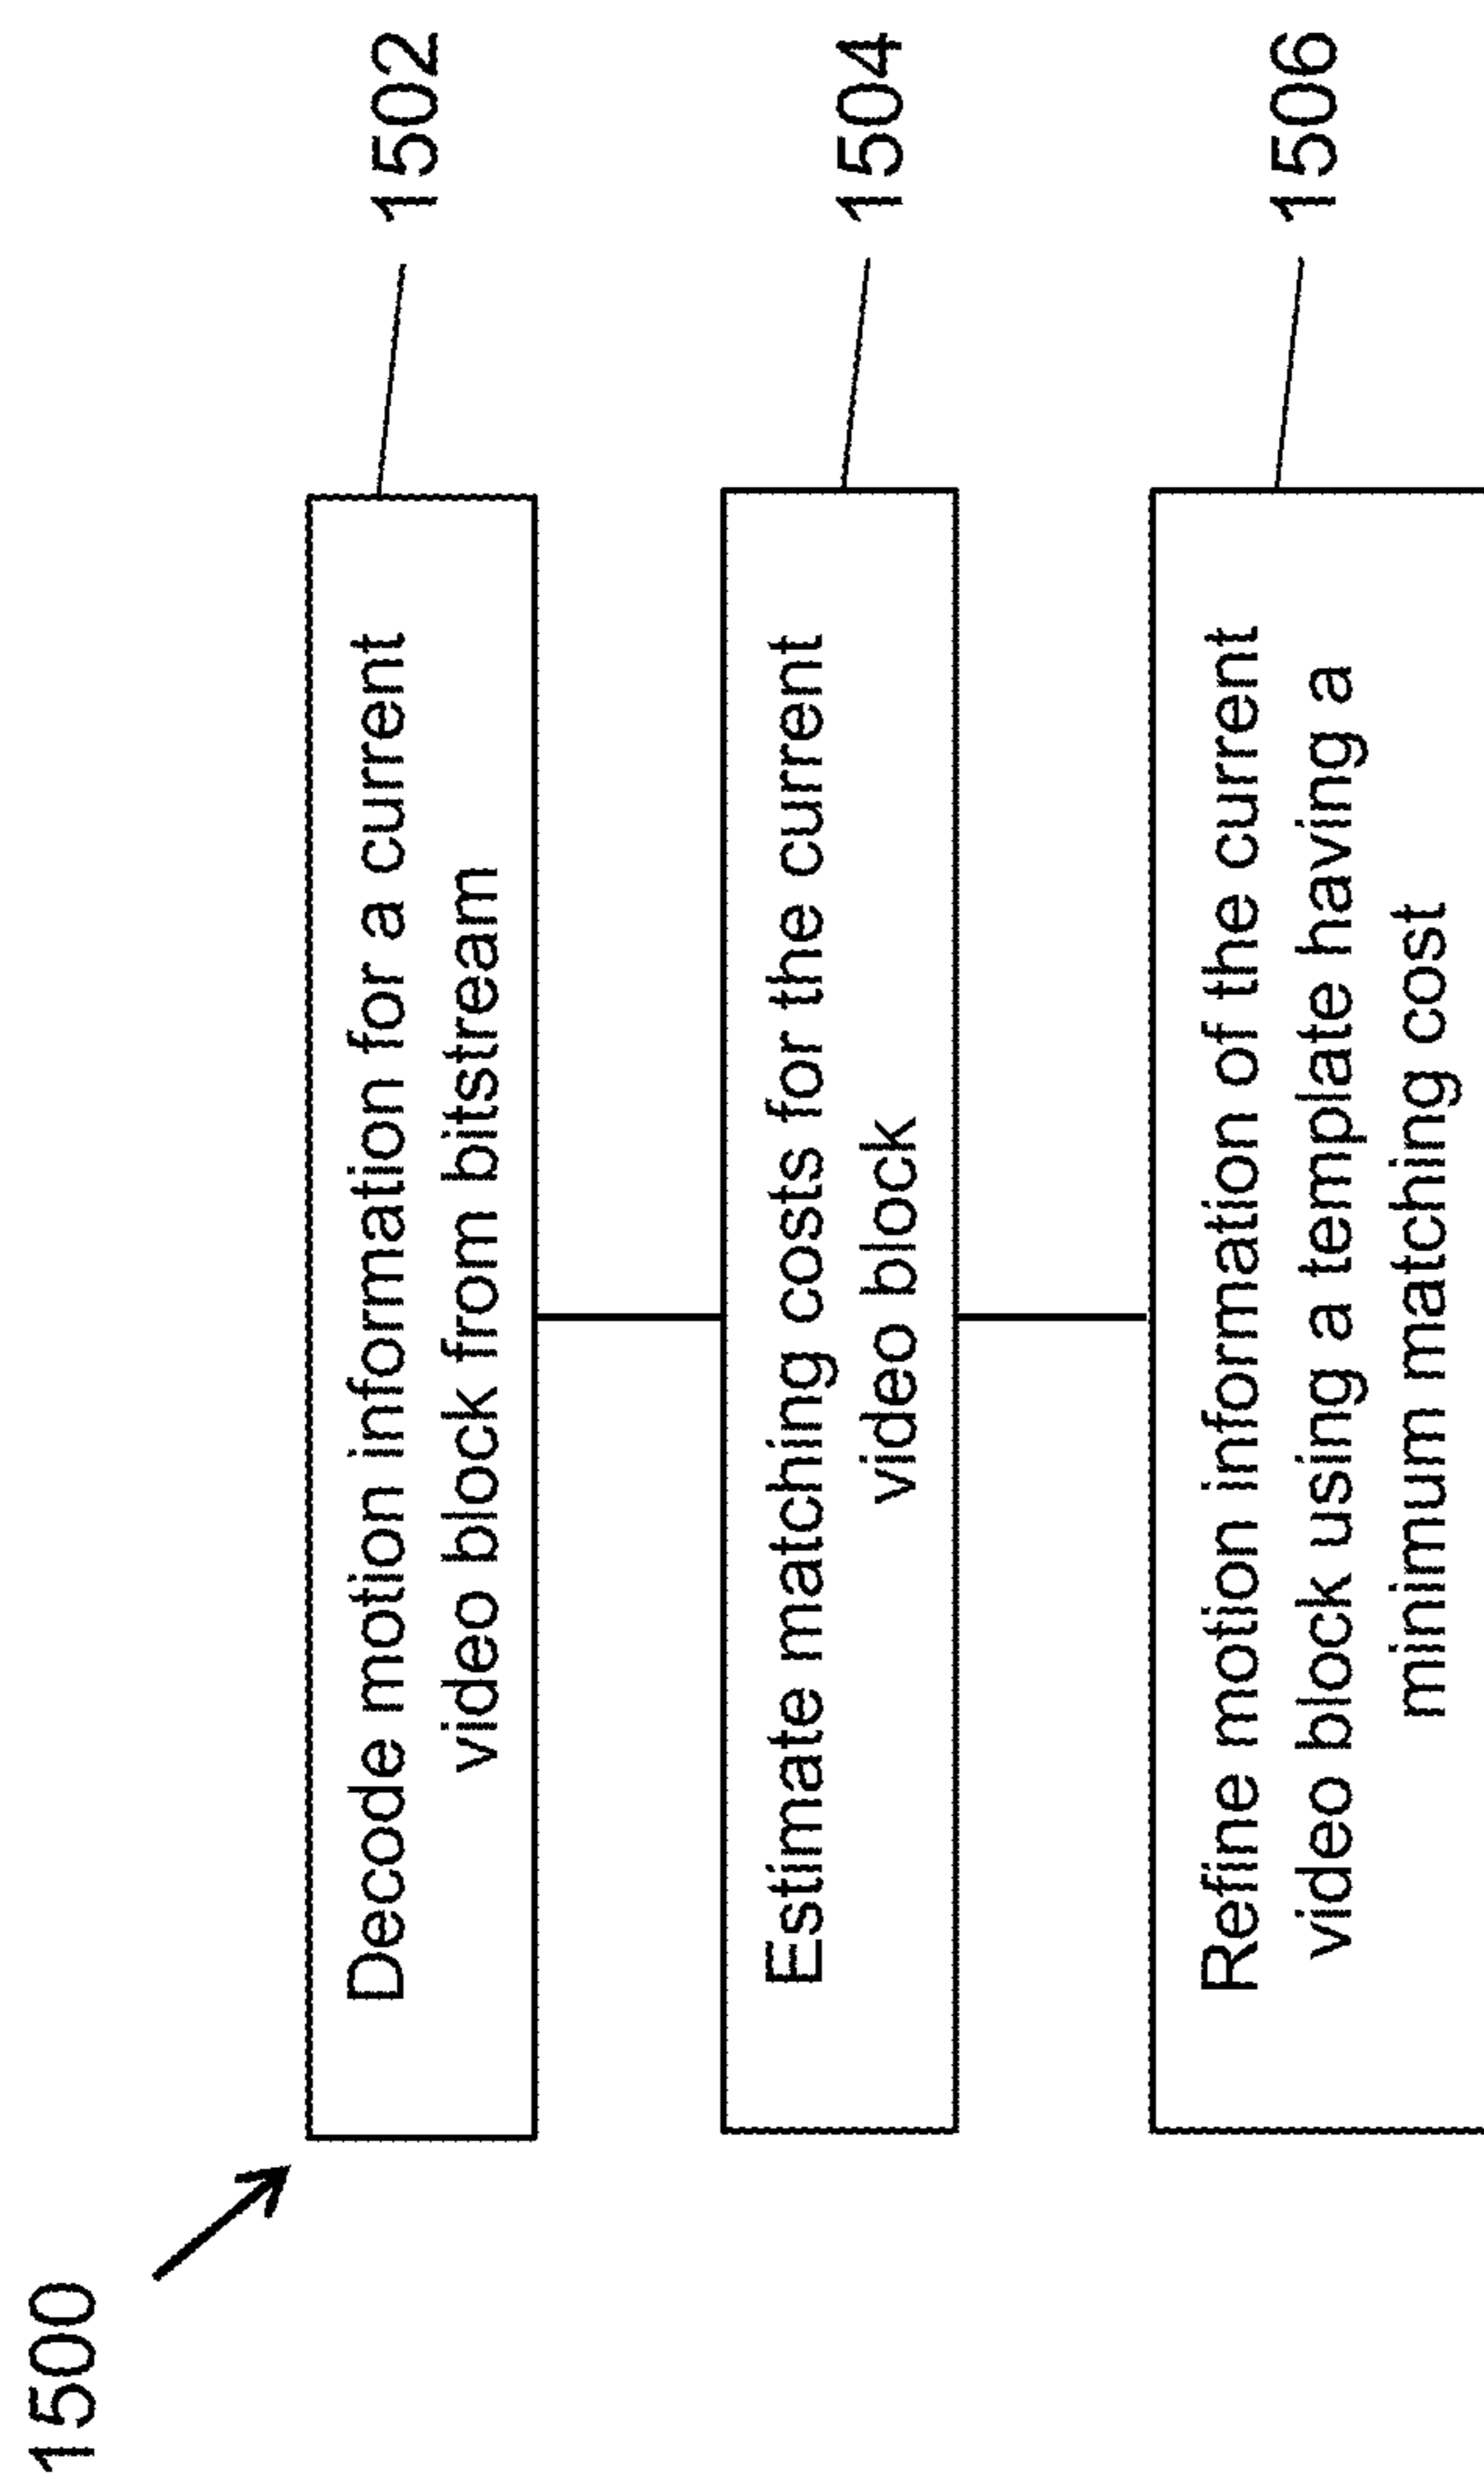 1500
Decode motion information for a current
video block from bitstream
1502
Estimate matching costs for the current
video block
1504
Refine motion information of the current
video block using a template having a
minimum matching cost
1506